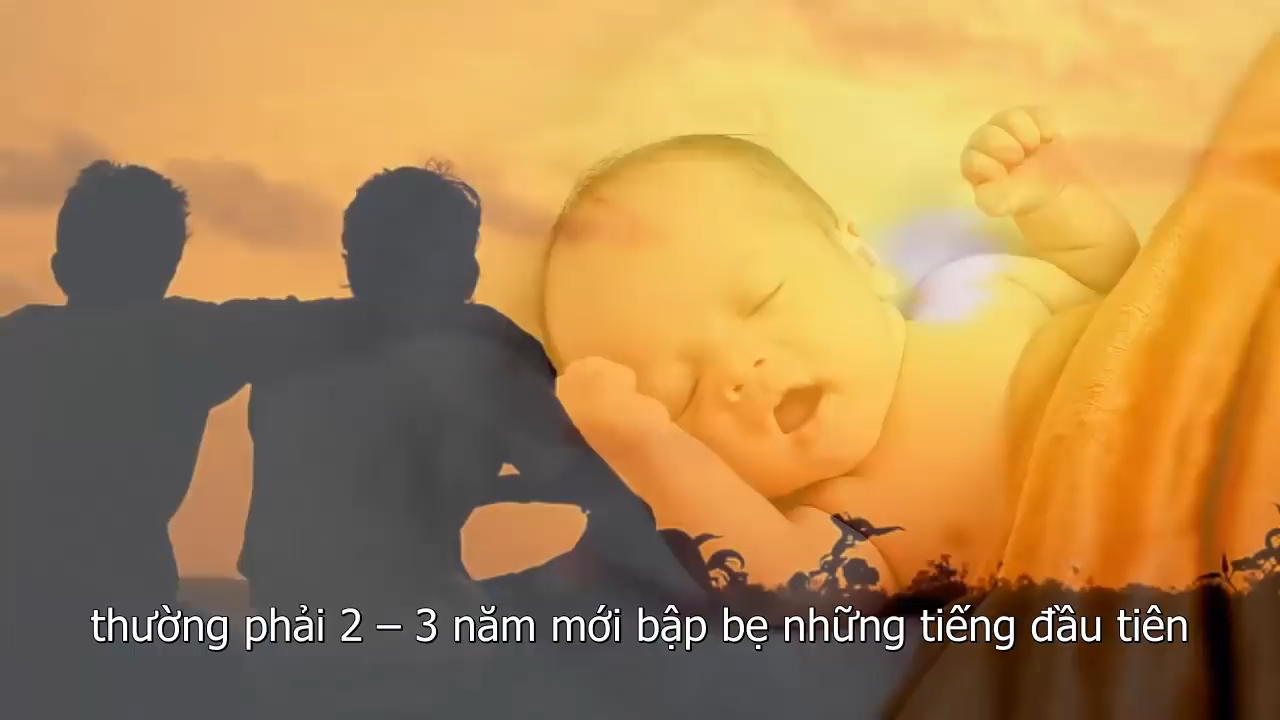 thường phải 2 – 3 năm mới bập bẹ những tiếng đầu tiên